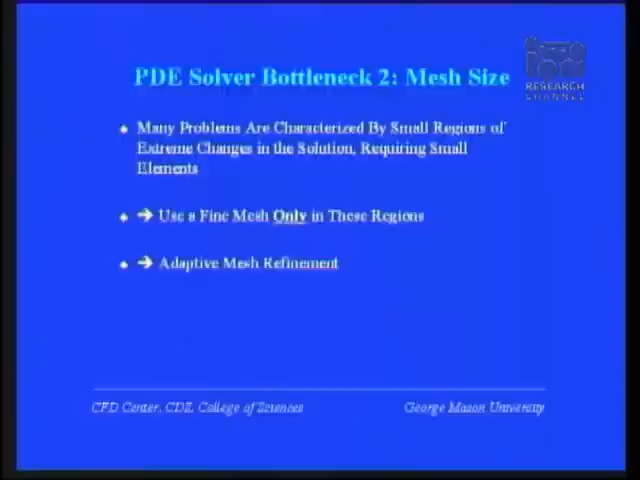 PDE Solver Bottleneck 2: Mesh Size
RESEARCH
CHANNEL
Many Problems Are Characterized By Small Regions of
Extreme Changes in the Solution, Requiring Small
Elements
➔ Use a Fine Mesh Only in These Regions
➔ Adaptive Mesh Refinement
CFD Center, CDS, College of Sciences
George Mason University